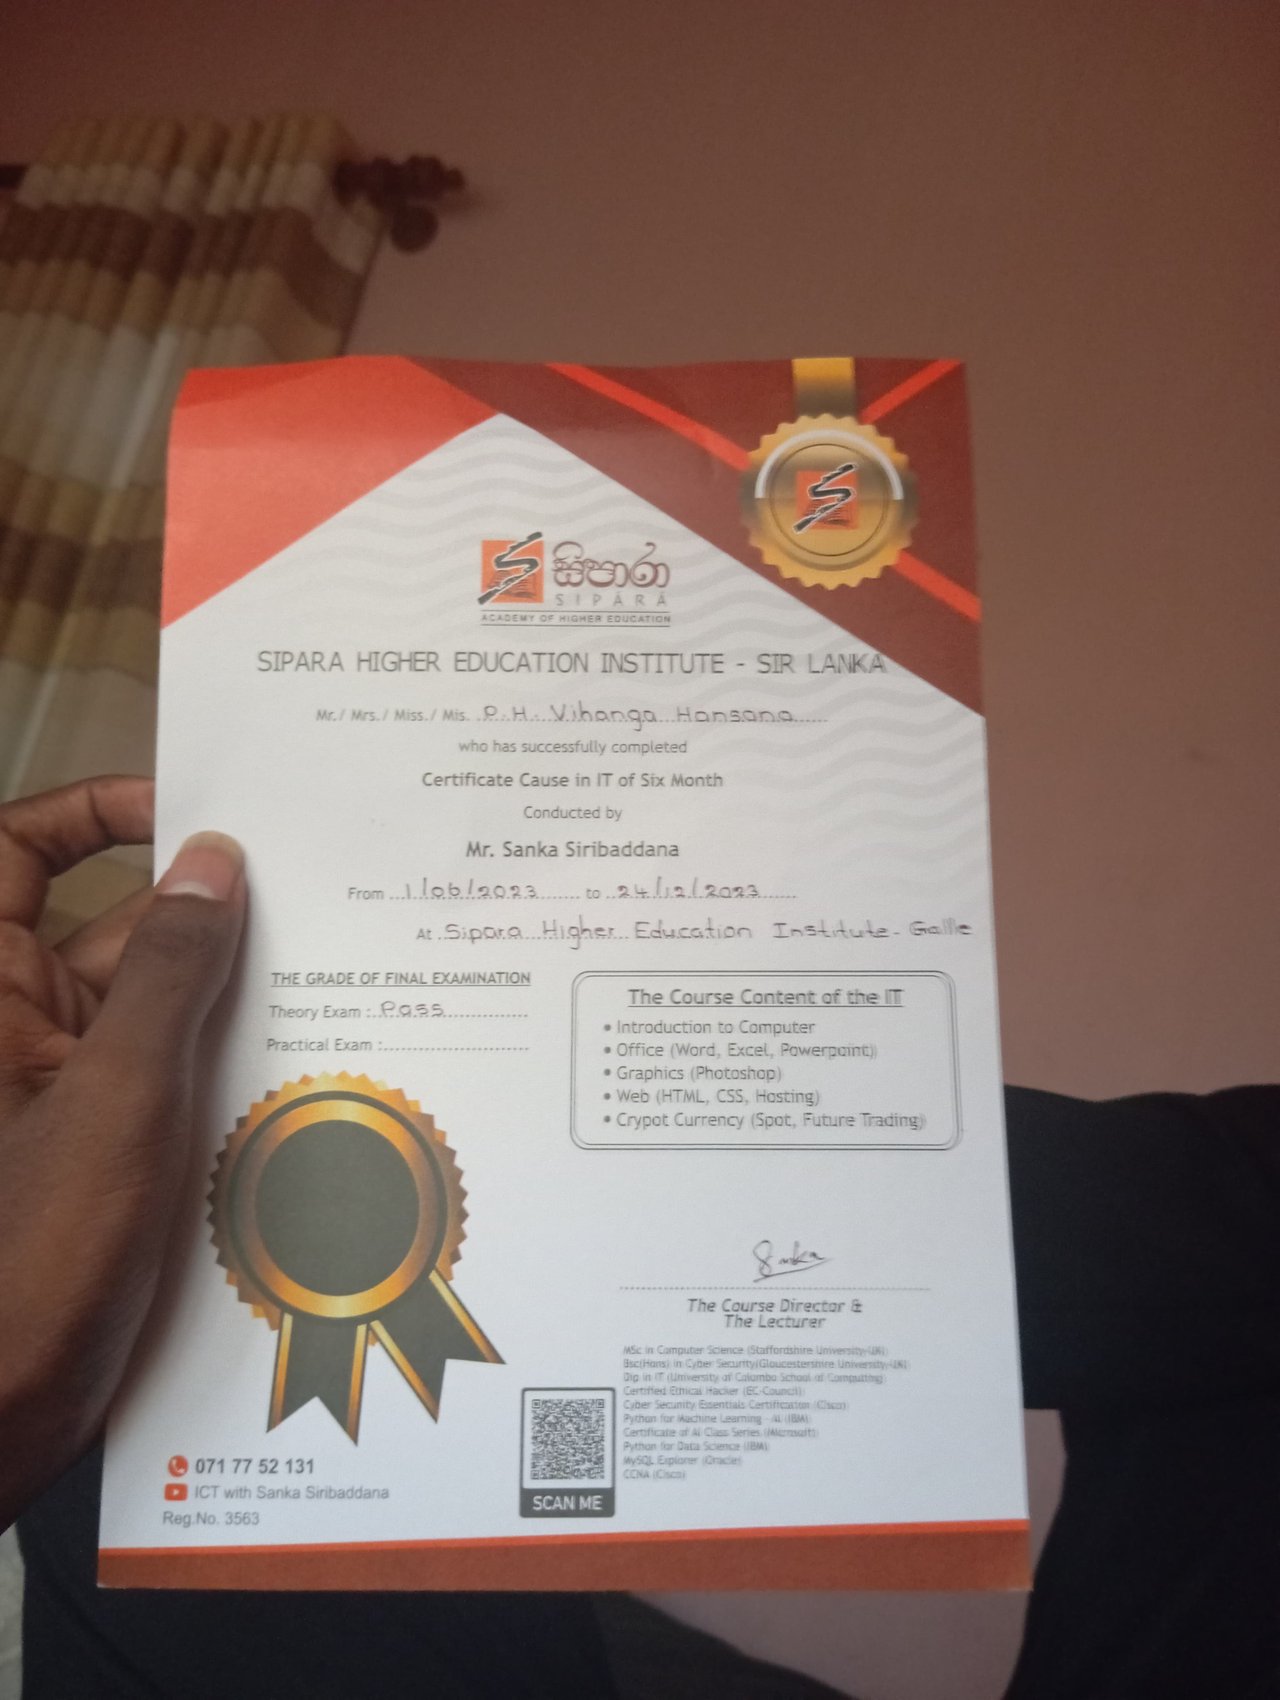 සිපාරා
SIPĀRĀ
ACADEMY OF HIGHER EDUCATION
SIPARA HIGHER EDUCATION INSTITUTE - SIR LANKA
Mr./ Mrs./ Miss./ Mis. P. H. Vihanga Hansana
who has successfully completed
Certificate Cause in IT of Six Month
Conducted by
Mr. Sanka Siribaddana
From 1/06/2023 to 24/12/2023
At Sipara Higher Education Institute - Galle
THE GRADE OF FINAL EXAMINATION
Theory Exam : Pass
Practical Exam :
The Course Content of the IT
• Introduction to Computer
• Office (Word, Excel, Powerpoint)
• Graphics (Photoshop)
• Web (HTML, CSS, Hosting)
• Crypot Currency (Spot, Future Trading)
Sanka
The Course Director &
The Lecturer
MSc in Computer Science (Staffordshire University-UK)
Bsc(Hons) in Cyber Security(Gloucestershire University-UK)
Dip in IT (University of Colombo School of Computing)
Certified Ethical Hacker (EC-Council)
Cyber Security Essentials Certification (Cisco)
Python for Machine Learning - AI (IBM)
Certificate of AI Class Series (Microsoft)
Python for Data Science (IBM)
MySQL Explorer (Oracle)
CCNA (Cisco)
SCAN ME
071 77 52 131
ICT with Sanka Siribaddana
Reg.No. 3563